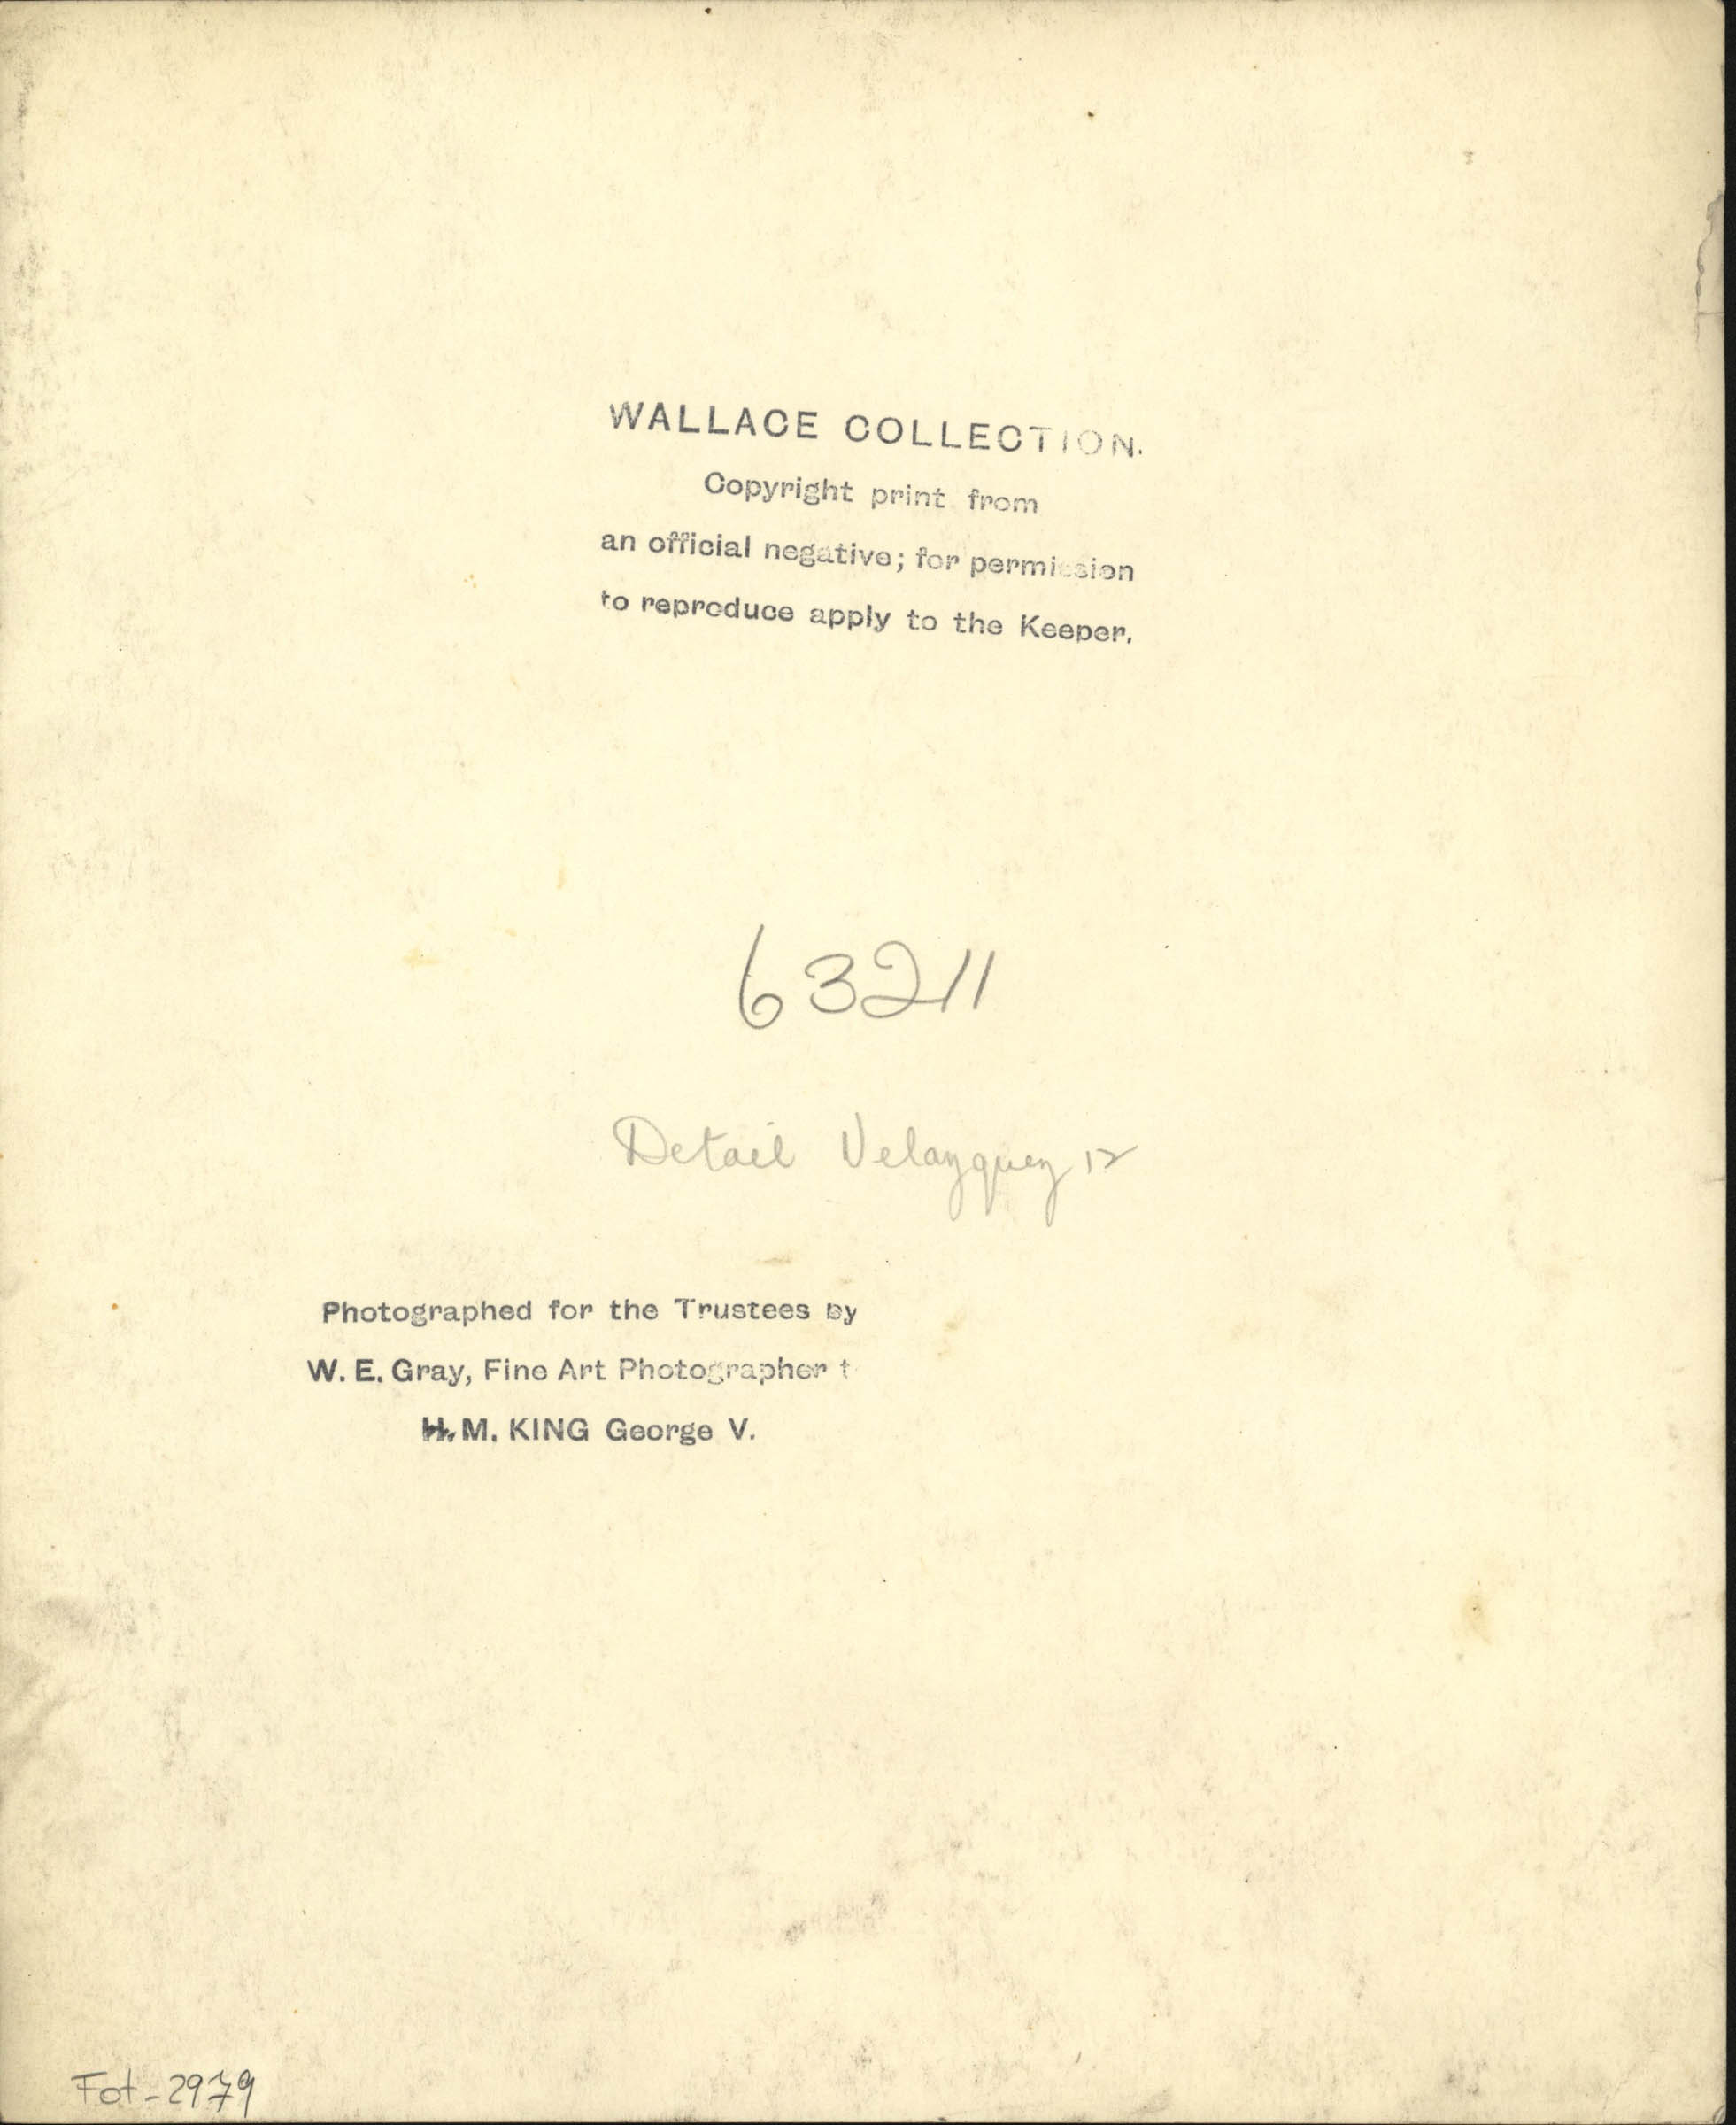 WALLACE COLLECTION.
Copyright print from
an official negative; for permission
to reproduce apply to the Keeper.
63211
Detail Velazquez 12
Photographed for the Trustees by
W. E. Gray, Fine Art Photographer t
H. M. KING George V.
Fot-2979